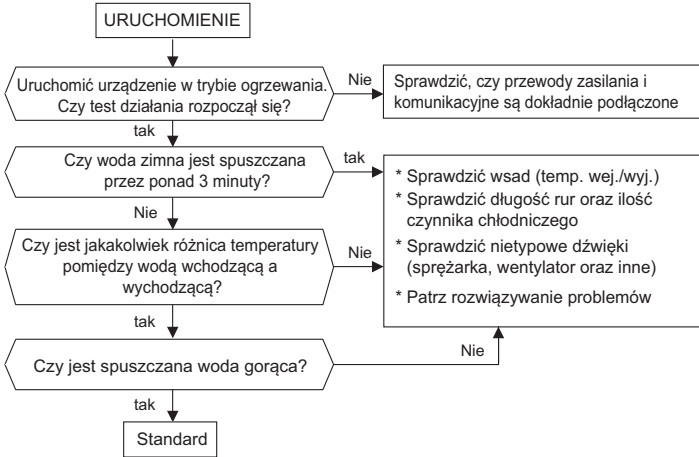 URUCHOMIENIE
Uruchomić urządzenie w trybie ogrzewania.
Czy test działania rozpoczął się?
Nie
Sprawdzić, czy przewody zasilania i
komunikacyjne są dokładnie podłączone
tak
Czy woda zimna jest spuszczana
przez ponad 3 minuty?
tak
* Sprawdzić wsad (temp. wej./wyj.)
* Sprawdzić długość rur oraz ilość
czynnika chłodniczego
* Sprawdzić nietypowe dźwięki
(sprężarka, wentylator oraz inne)
* Patrz rozwiązywanie problemów
Nie
Czy jest jakakolwiek różnica temperatury
pomiędzy wodą wchodzącą a
wychodzącą?
Nie
tak
Czy jest spuszczana woda gorąca?
Nie
tak
Standard